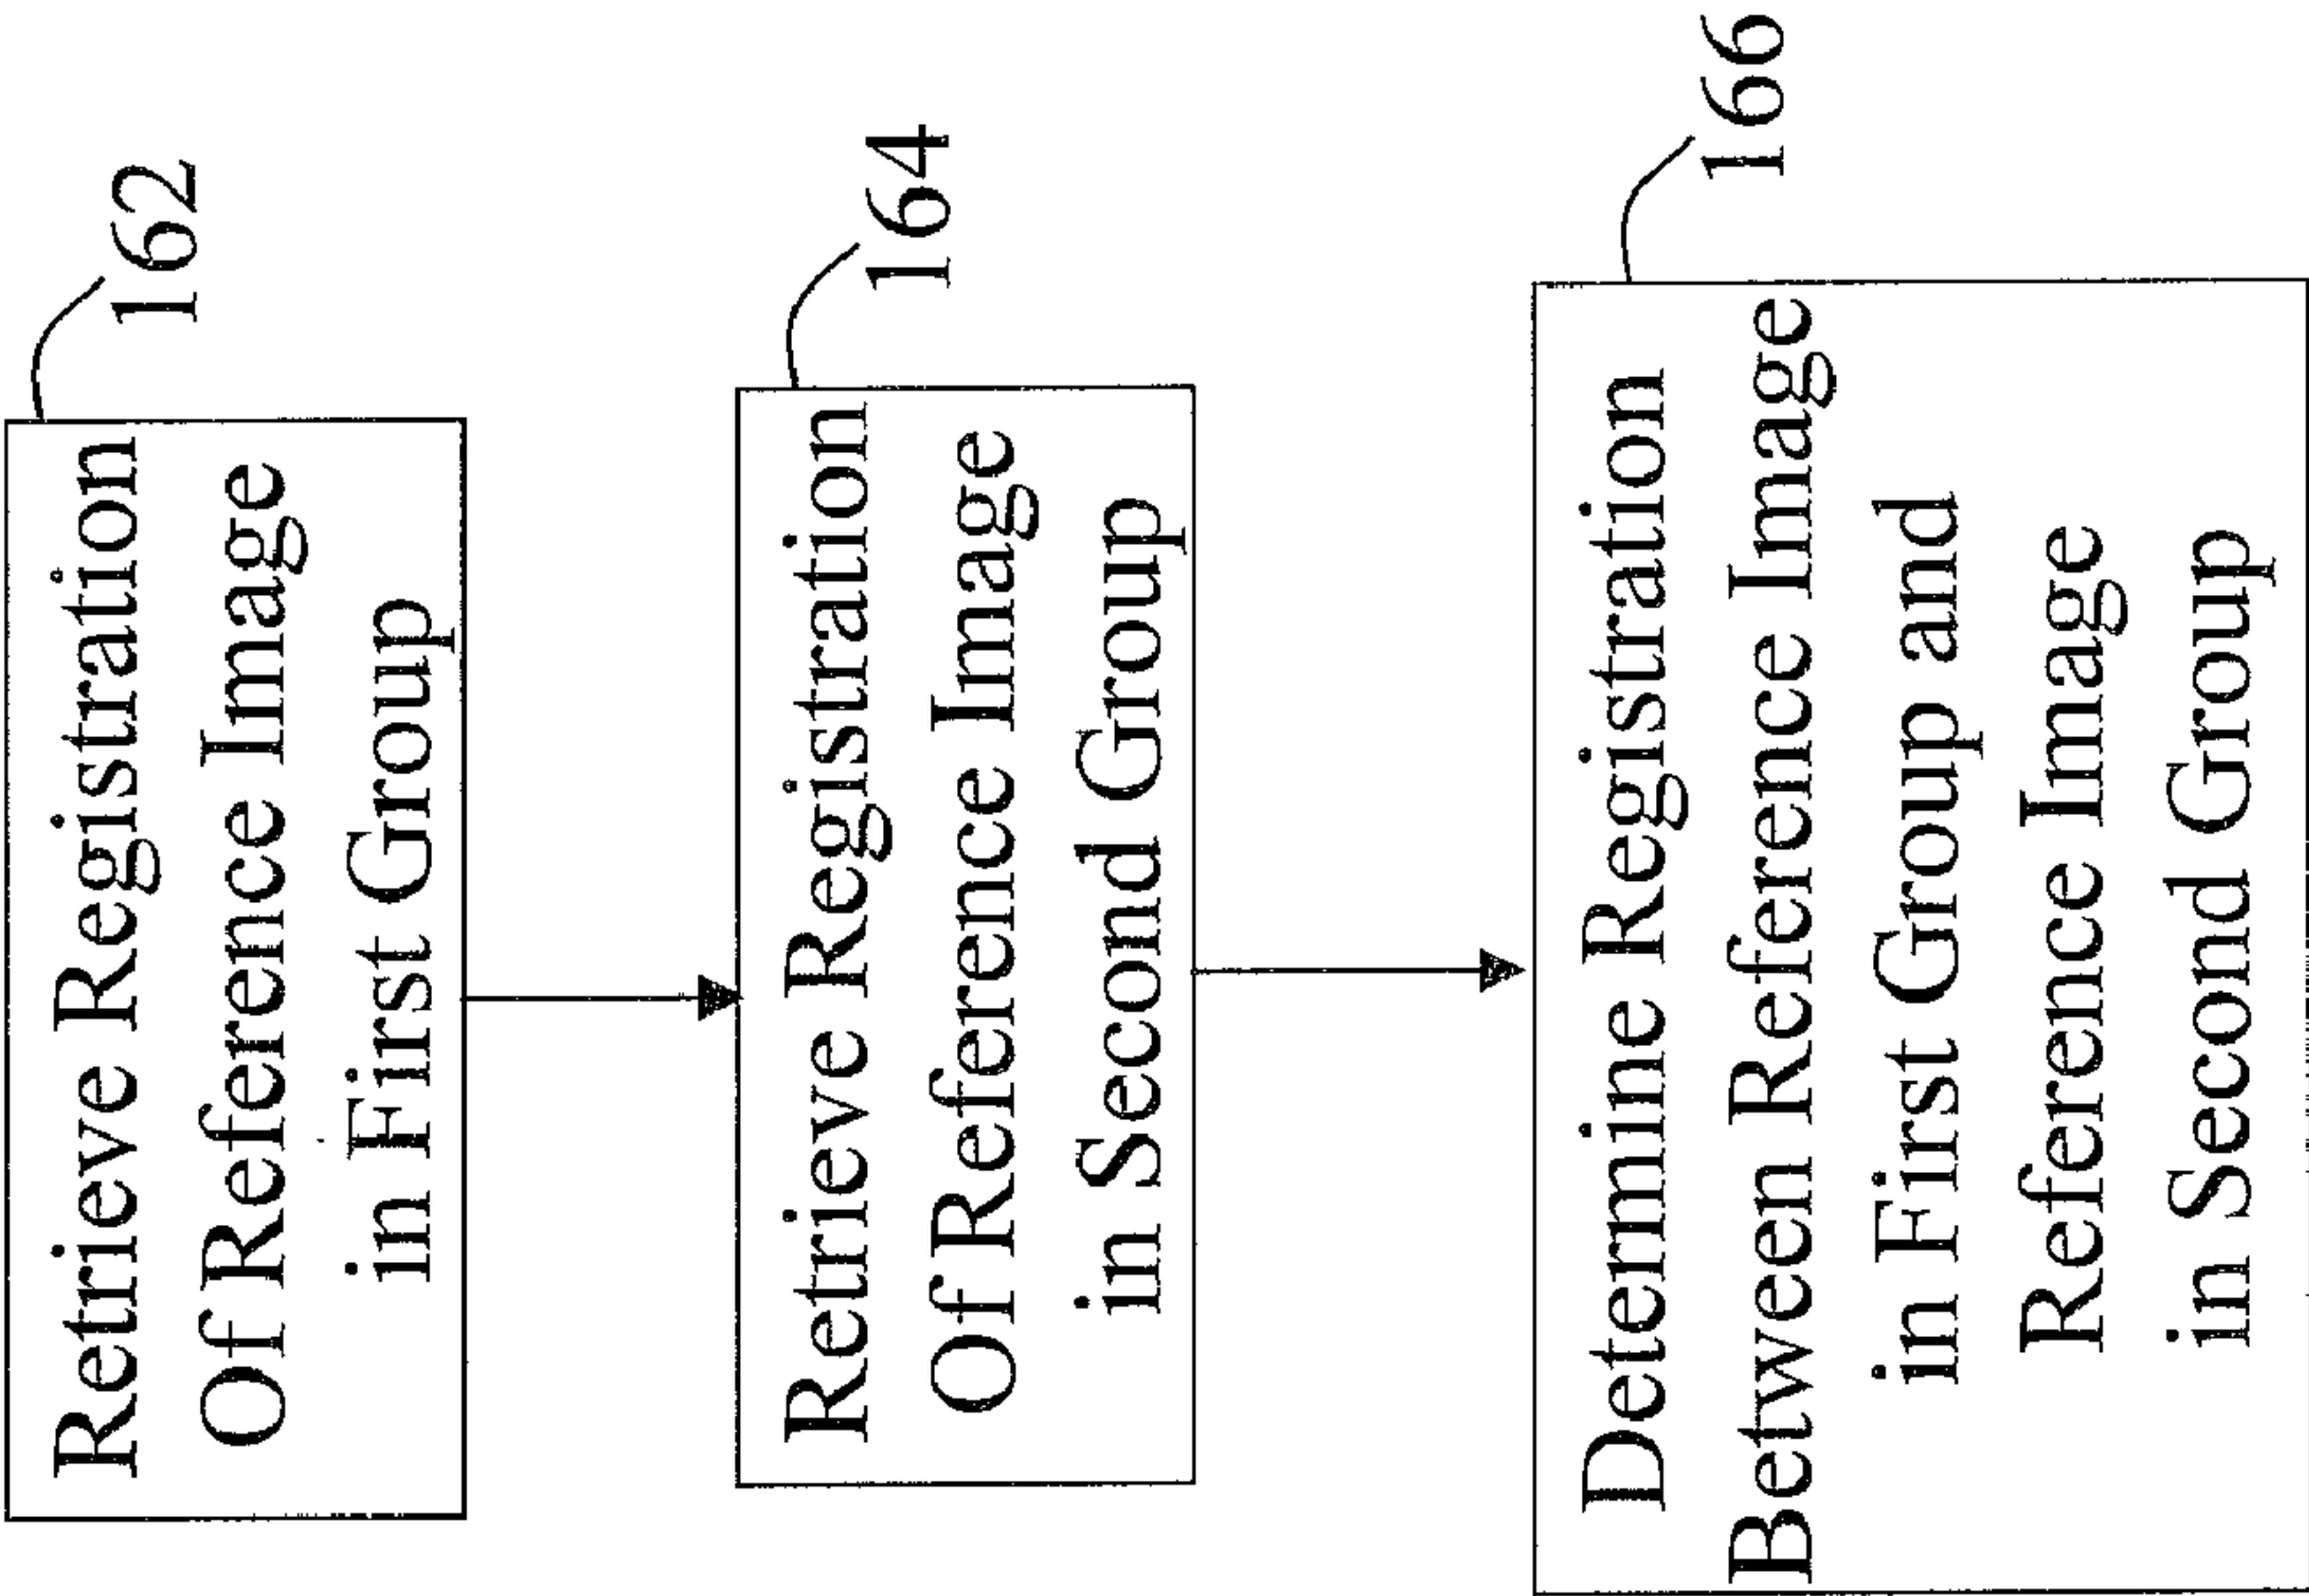 Retrieve Registration
Of Reference Image
in First Group
162
Retrieve Registration
Of Reference Image
in Second Group
164
Determine Registration
Between Reference Image
in First Group and
Reference Image
in Second Group
166